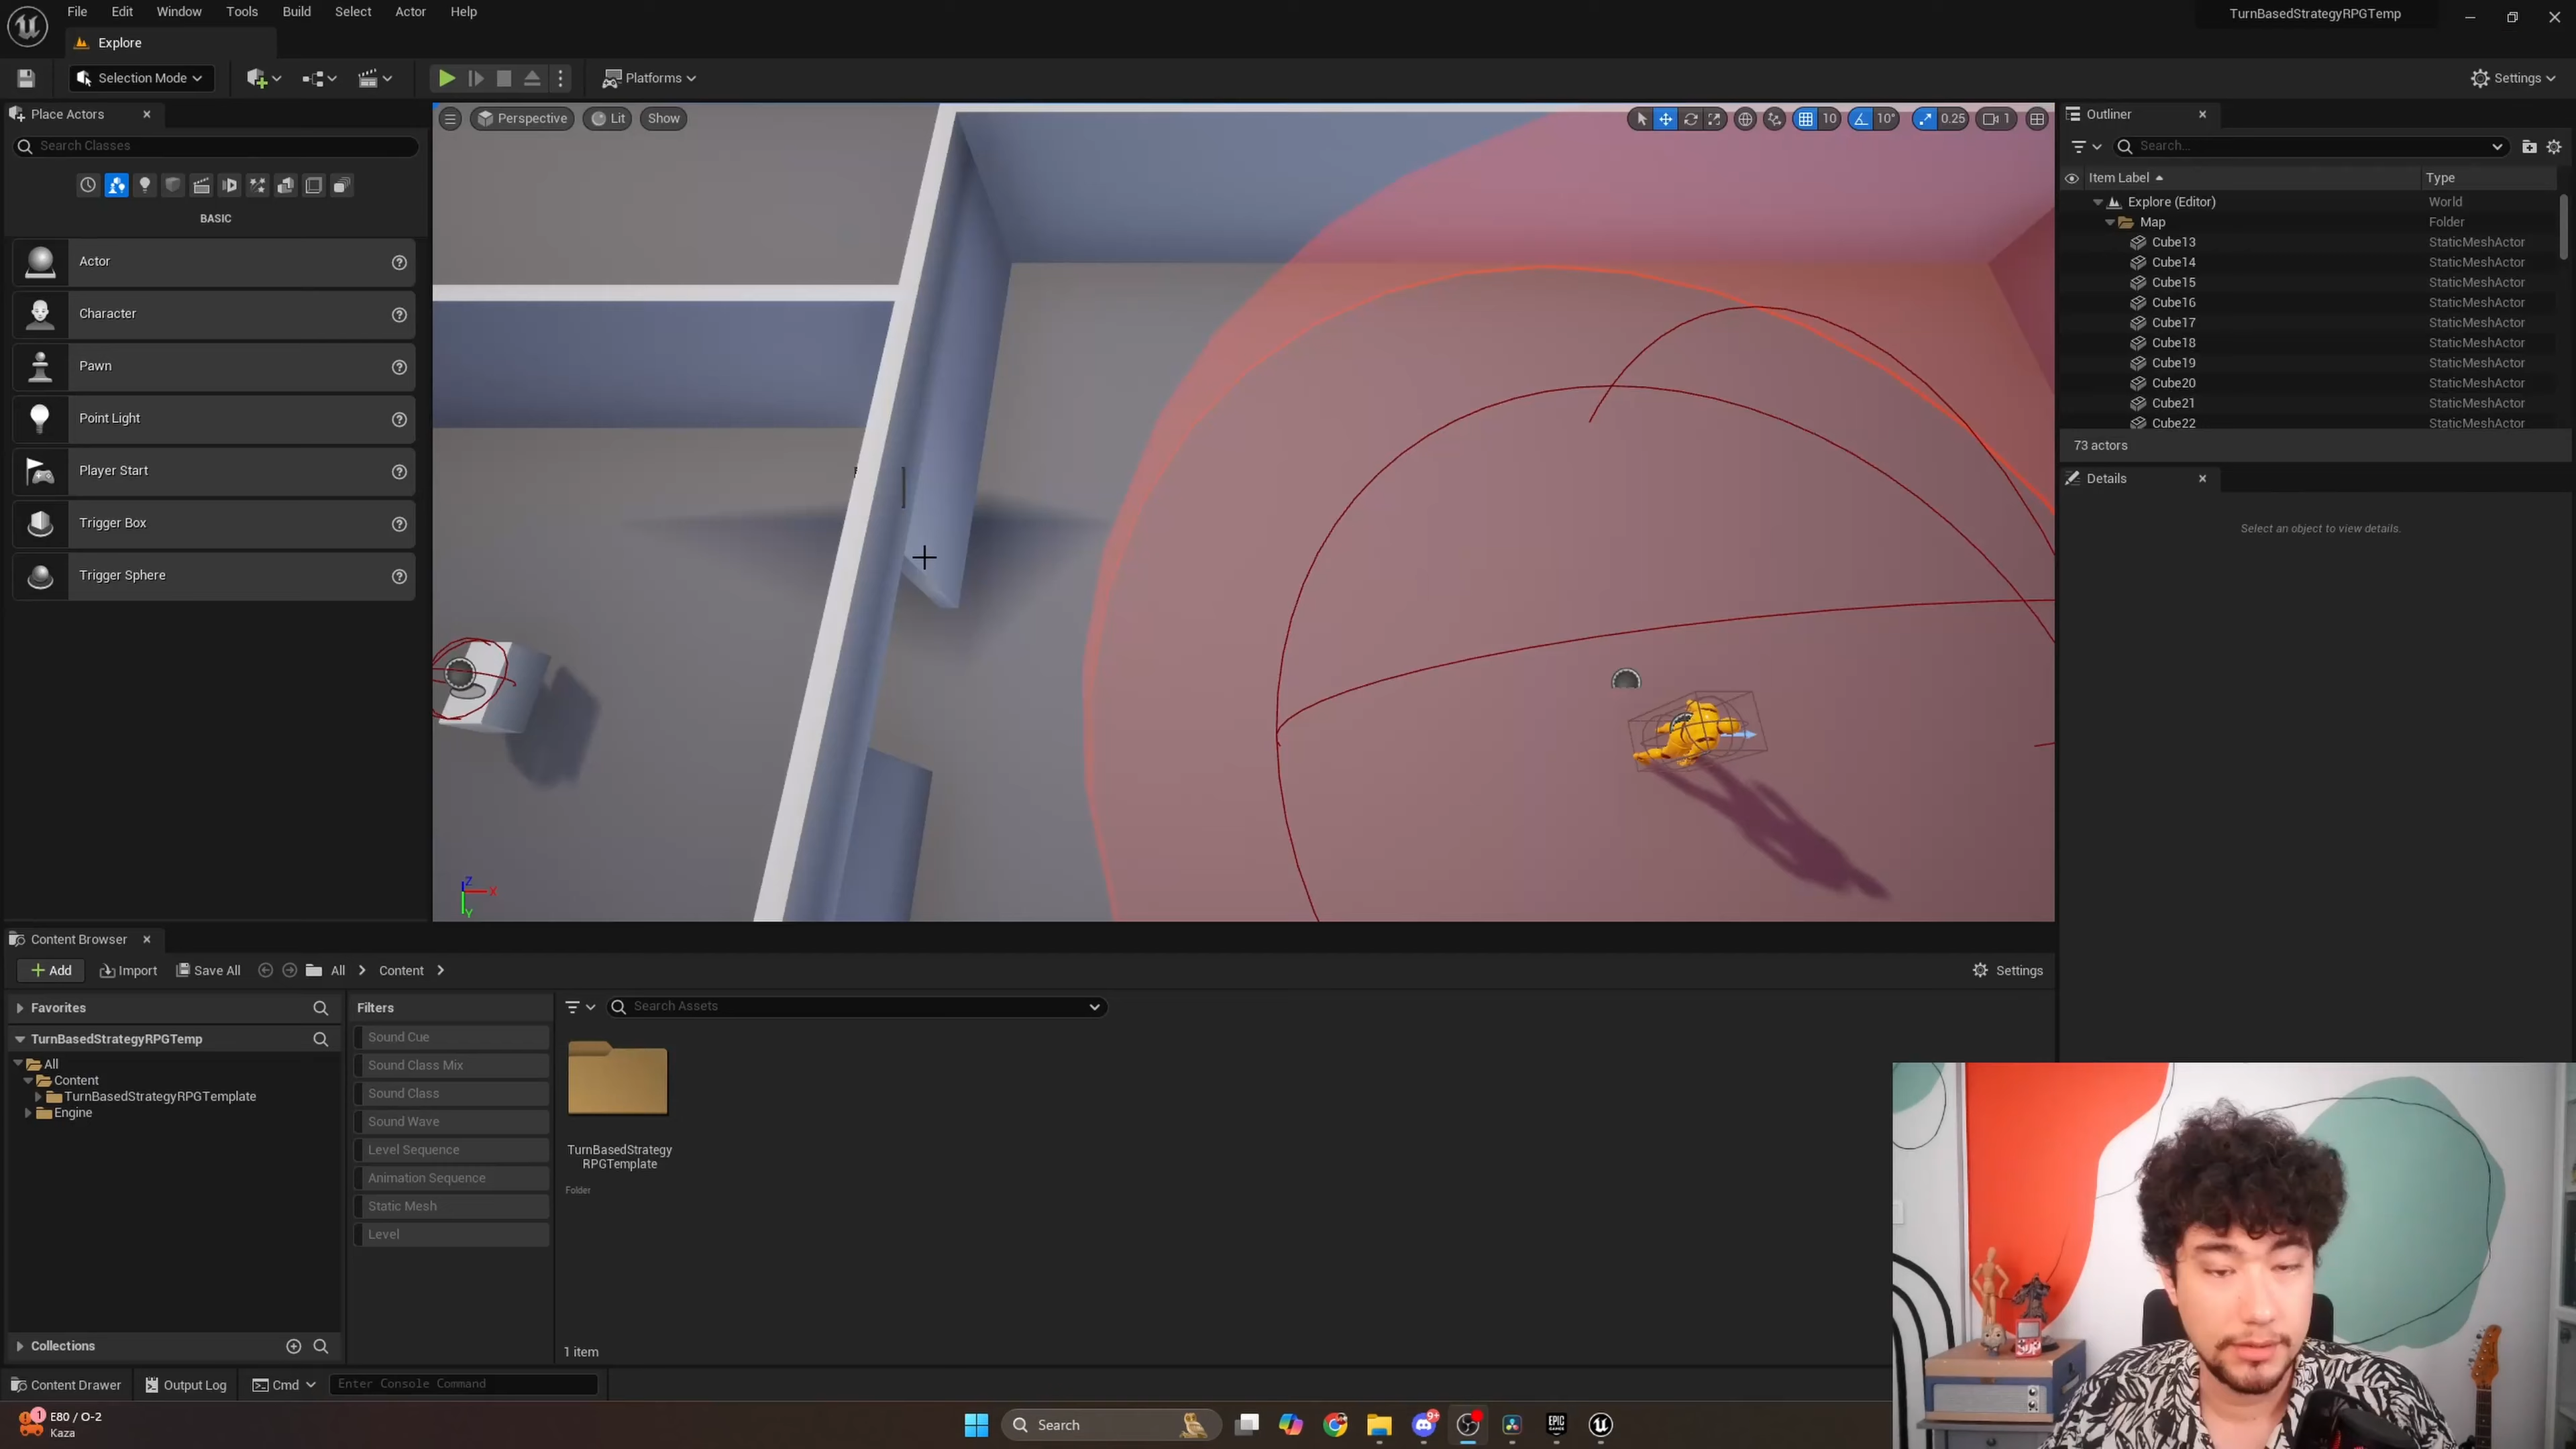 File Edit Window Tools Build Select Actor Help
TurnBasedStrategyRPGTemp
Explore
Selection Mode
Platforms
Settings
Place Actors
Search Classes
BASIC
Actor
Character
Pawn
Point Light
Player Start
Trigger Box
Trigger Sphere
Perspective
Lit
Show
10
10°
0.25
1
Z
X
Y
Outliner
Search...
Item Label
Type
Explore (Editor) World
Map Folder
Cube13 StaticMeshActor
Cube14 StaticMeshActor
Cube15 StaticMeshActor
Cube16 StaticMeshActor
Cube17 StaticMeshActor
Cube18 StaticMeshActor
Cube19 StaticMeshActor
Cube20 StaticMeshActor
Cube21 StaticMeshActor
Cube22 StaticMeshActor
73 actors
Details
Select an object to view details.
Content Browser
Add
Import
Save All
All
Content
Settings
Favorites
TurnBasedStrategyRPGTemp
All
Content
TurnBasedStrategyRPGTemplate
Engine
Collections
Filters
Sound Cue
Sound Class Mix
Sound Class
Sound Wave
Level Sequence
Animation Sequence
Static Mesh
Level
Search Assets
TurnBasedStrategy
RPGTemplate
Folder
1 item
Content Drawer
Output Log
Cmd
Enter Console Command
1
E80 / O-2
Kaza
Search
9+
EPIC
GAMES